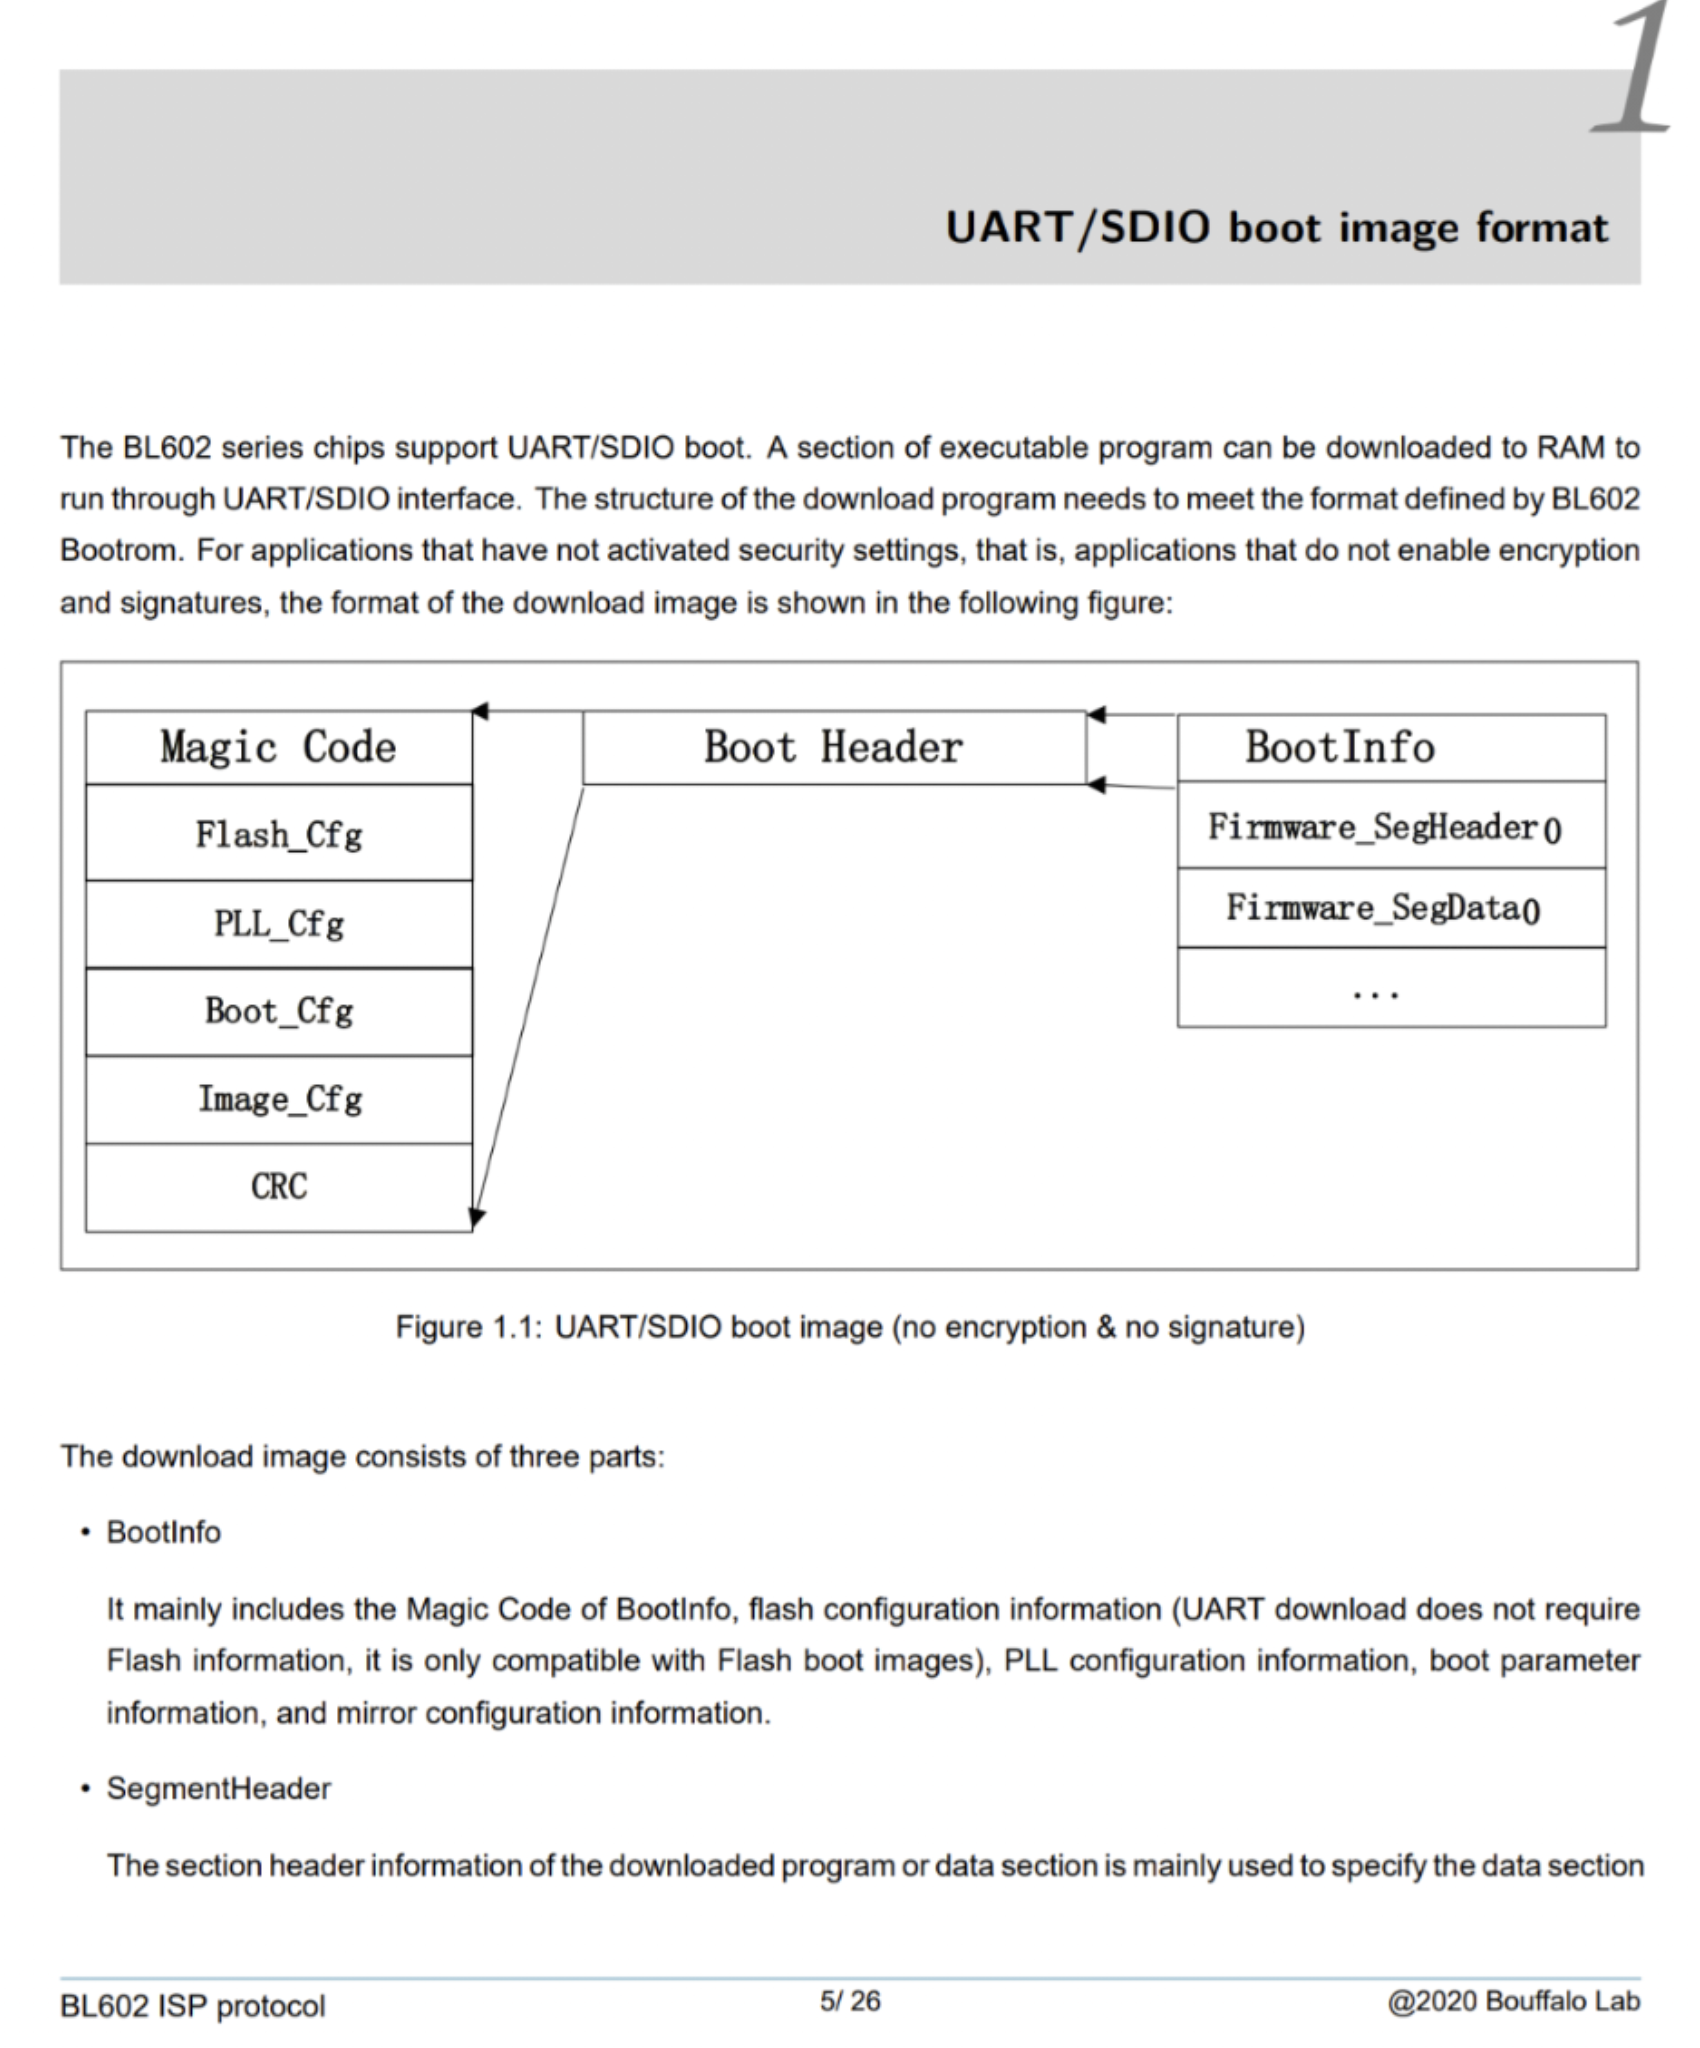 1
UART/SDIO boot image format
The BL602 series chips support UART/SDIO boot. A section of executable program can be downloaded to RAM to
run through UART/SDIO interface. The structure of the download program needs to meet the format defined by BL602
Bootrom. For applications that have not activated security settings, that is, applications that do not enable encryption
and signatures, the format of the download image is shown in the following figure:
Magic Code
Flash_Cfg
PLL_Cfg
Boot_Cfg
Image_Cfg
CRC
Boot Header
BootInfo
Firmware_SegHeader0
Firmware_SegData0
...
Figure 1.1: UART/SDIO boot image (no encryption & no signature)
The download image consists of three parts:
• BootInfo
It mainly includes the Magic Code of BootInfo, flash configuration information (UART download does not require
Flash information, it is only compatible with Flash boot images), PLL configuration information, boot parameter
information, and mirror configuration information.
• SegmentHeader
The section header information of the downloaded program or data section is mainly used to specify the data section
BL602 ISP protocol
5/ 26
@2020 Bouffalo Lab